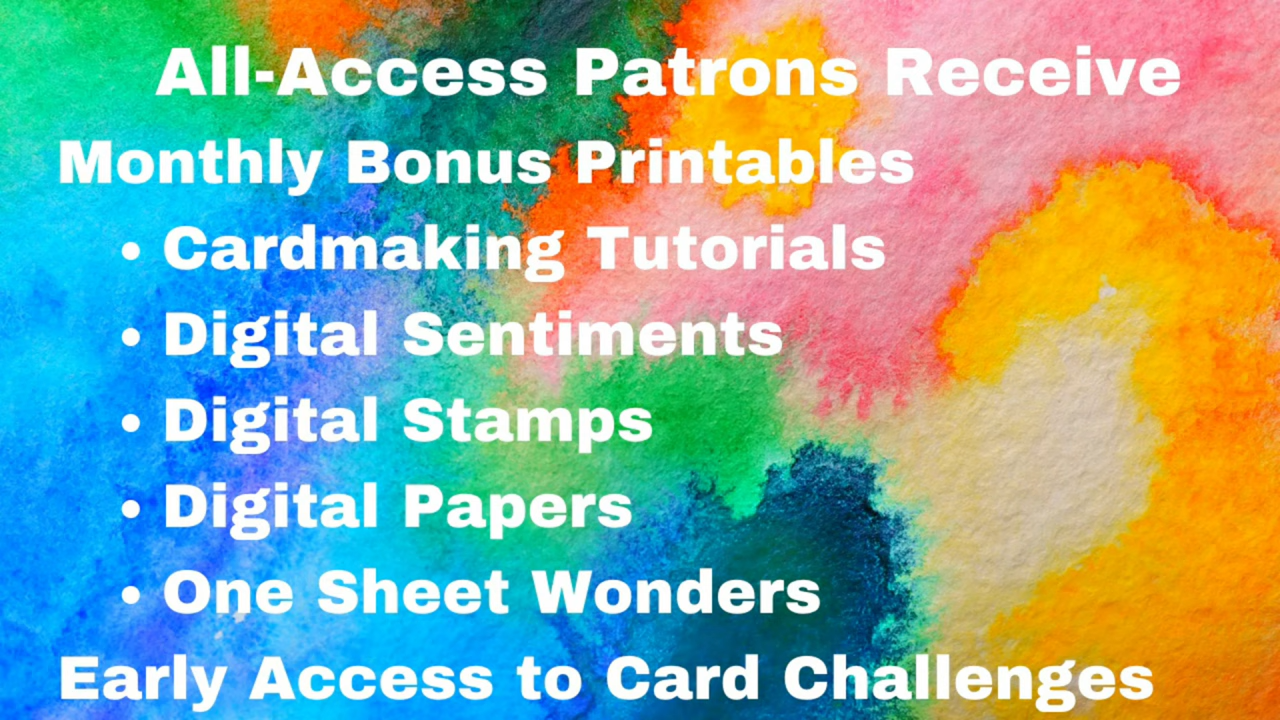 All-Access Patrons Receive
Monthly Bonus Printables
• Cardmaking Tutorials
• Digital Sentiments
• Digital Stamps
• Digital Papers
• One Sheet Wonders
Early Access to Card Challenges